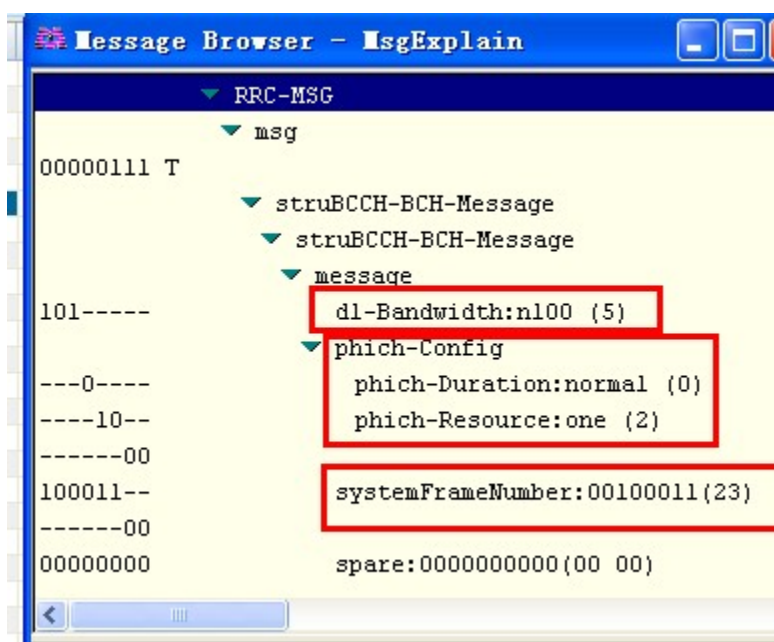 Message Browser - MsgExplain
RRC-MSG
msg
00000111 T
struBCCH-BCH-Message
struBCCH-BCH-Message
message
101----- dl-Bandwidth:n100 (5)
phich-Config
---0---- phich-Duration:normal (0)
----10-- phich-Resource:one (2)
------00
100011-- systemFrameNumber:00100011(23)
------00
00000000 spare:0000000000(00 00)